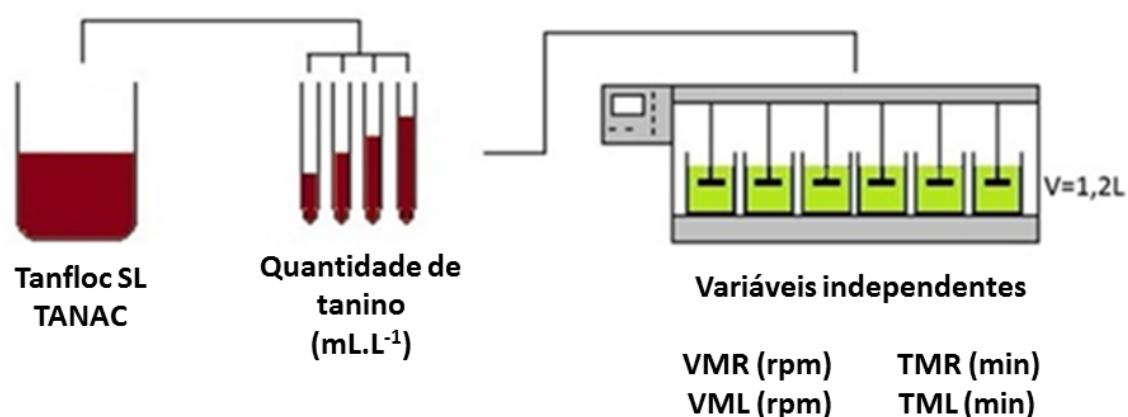 Tanfloc SL
TANAC
Quantidade de
tanino
(mL.L⁻¹)
V=1,2L
Variáveis independentes
VMR (rpm) TMR (min)
VML (rpm) TML (min)